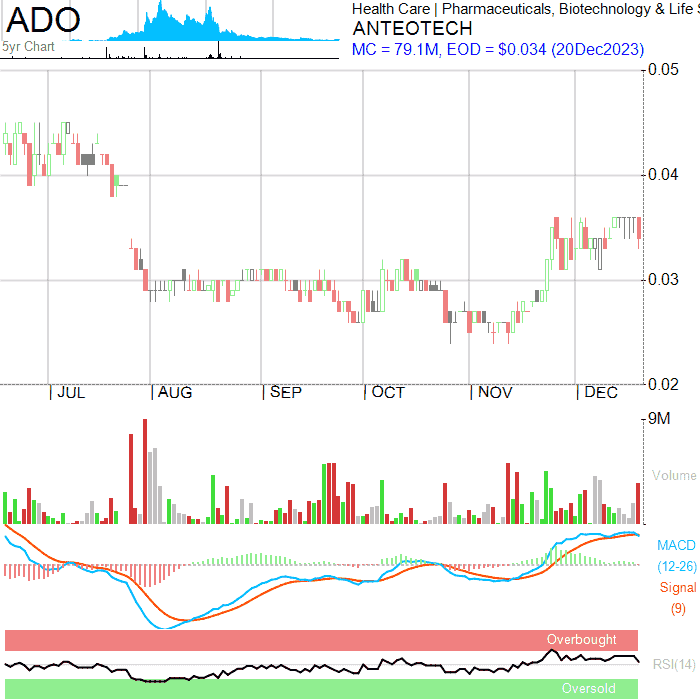 ADO
5yr Chart
Health Care | Pharmaceuticals, Biotechnology & Life S
ANTEOTECH
MC = 79.1M, EOD = $0.034 (20Dec2023)
0.05
0.04
0.03
0.02
JUL
AUG
SEP
OCT
NOV
DEC
9M
Volume
MACD
(12-26)
Signal
(9)
Overbought
RSI(14)
Oversold